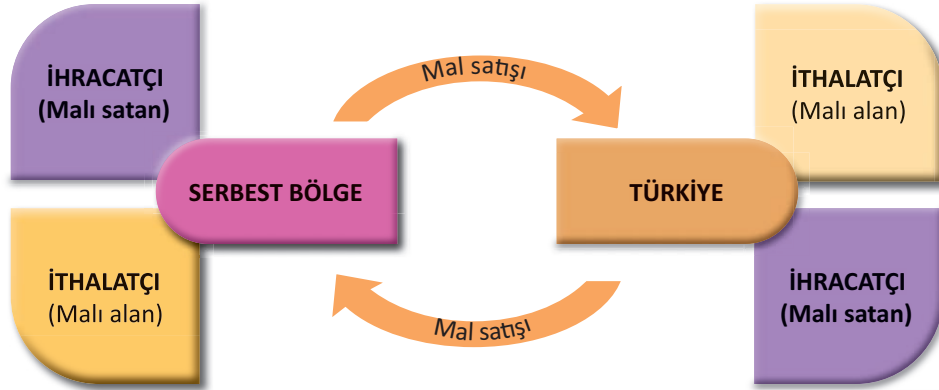 İHRACATÇI
(Malı satan)
Mal satışı
İTHALATÇI
(Malı alan)
SERBEST BÖLGE
TÜRKİYE
İTHALATÇI
(Malı alan)
Mal satışı
İHRACATÇI
(Malı satan)